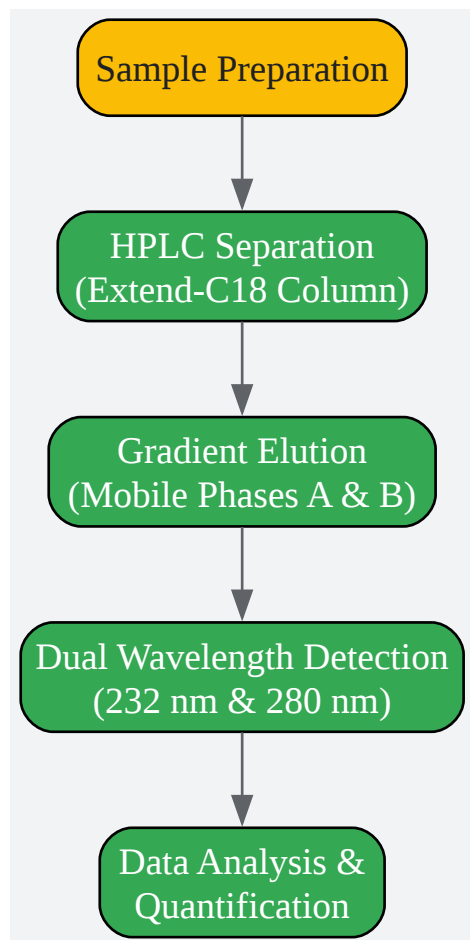 Sample Preparation
HPLC Separation
(Extend-C18 Column)
Gradient Elution
(Mobile Phases A & B)
Dual Wavelength Detection
(232 nm & 280 nm)
Data Analysis &
Quantification